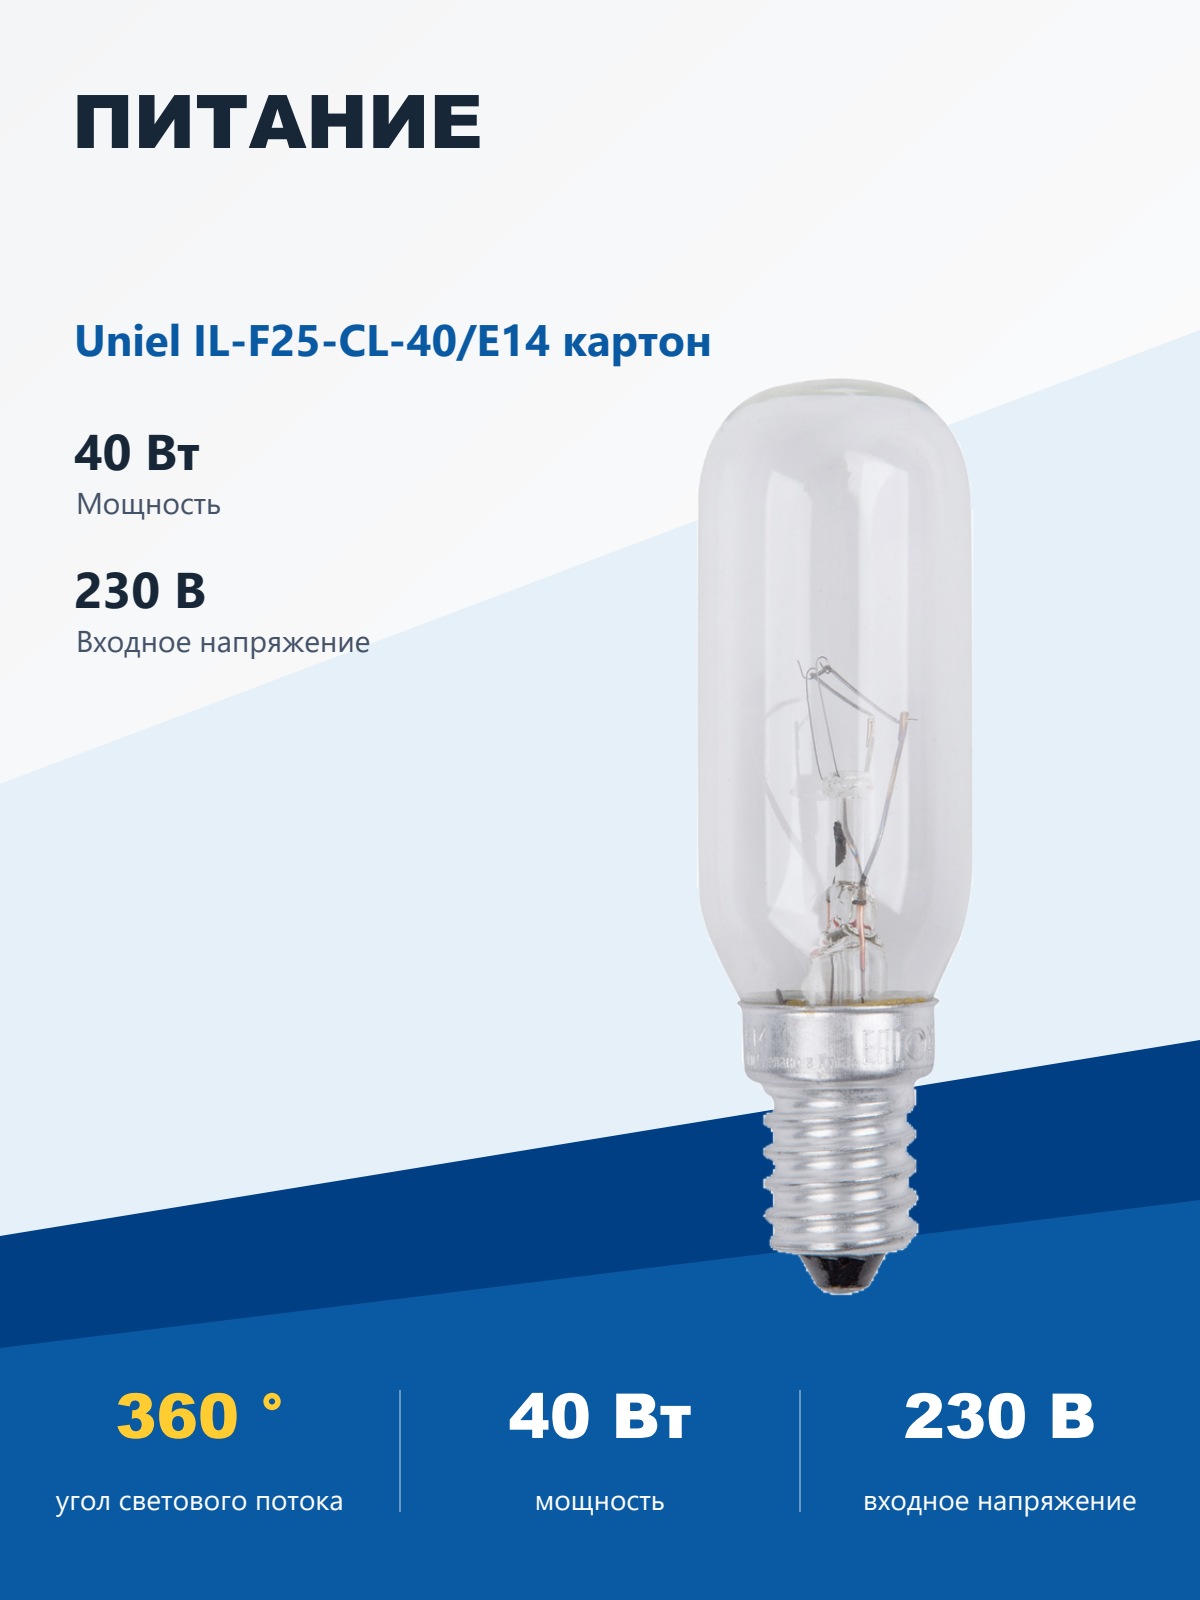 ПИТАНИЕ
Uniel IL-F25-CL-40/E14 картон
40 Вт
Мощность
230 В
Входное напряжение
360 °
угол светового потока
40 Вт
мощность
230 В
входное напряжение